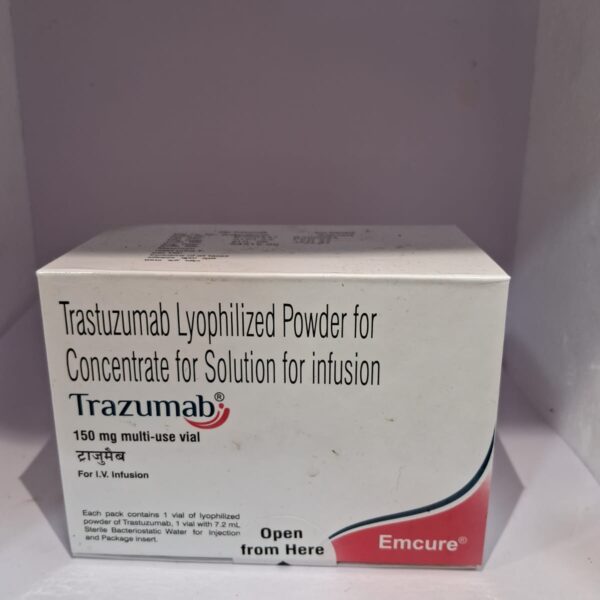 Trastuzumab Lyophilized Powder for
Concentrate for Solution for infusion
Trazumab®
150 mg multi-use vial
ट्राजुमैब
For I.V. Infusion
Each pack contains 1 vial of lyophilized
powder of Trastuzumab, 1 vial with 7.2 mL
Sterile Bacteriostatic Water for Injection
and Package insert.
Open
from Here
Emcure®